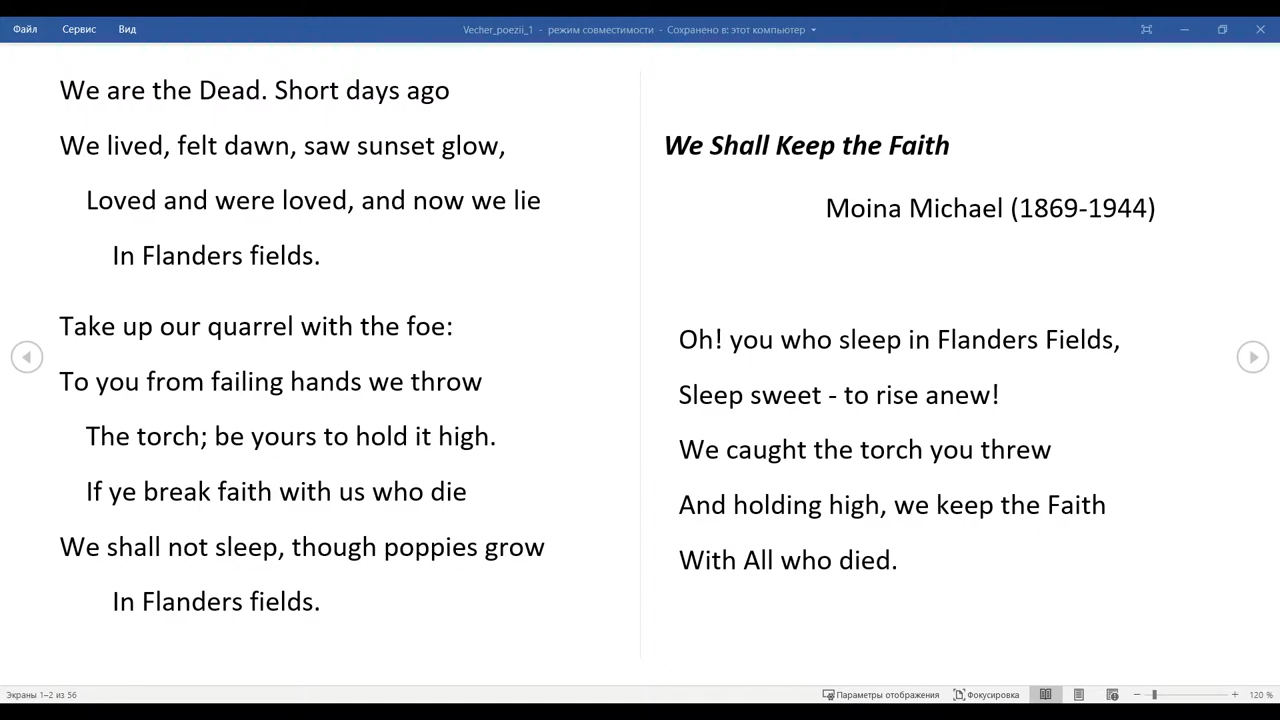 Файл Сервис Вид Vecher_poezii_1 - режим совместимости - Сохранено в: этот компьютер
We are the Dead. Short days ago
We lived, felt dawn, saw sunset glow,
Loved and were loved, and now we lie
In Flanders fields.
Take up our quarrel with the foe:
To you from failing hands we throw
The torch; be yours to hold it high.
If ye break faith with us who die
We shall not sleep, though poppies grow
In Flanders fields.
We Shall Keep the Faith
Moina Michael (1869-1944)
Oh! you who sleep in Flanders Fields,
Sleep sweet - to rise anew!
We caught the torch you threw
And holding high, we keep the Faith
With All who died.
Экраны 1–2 из 56 Параметры отображения Фокусировка 120 %